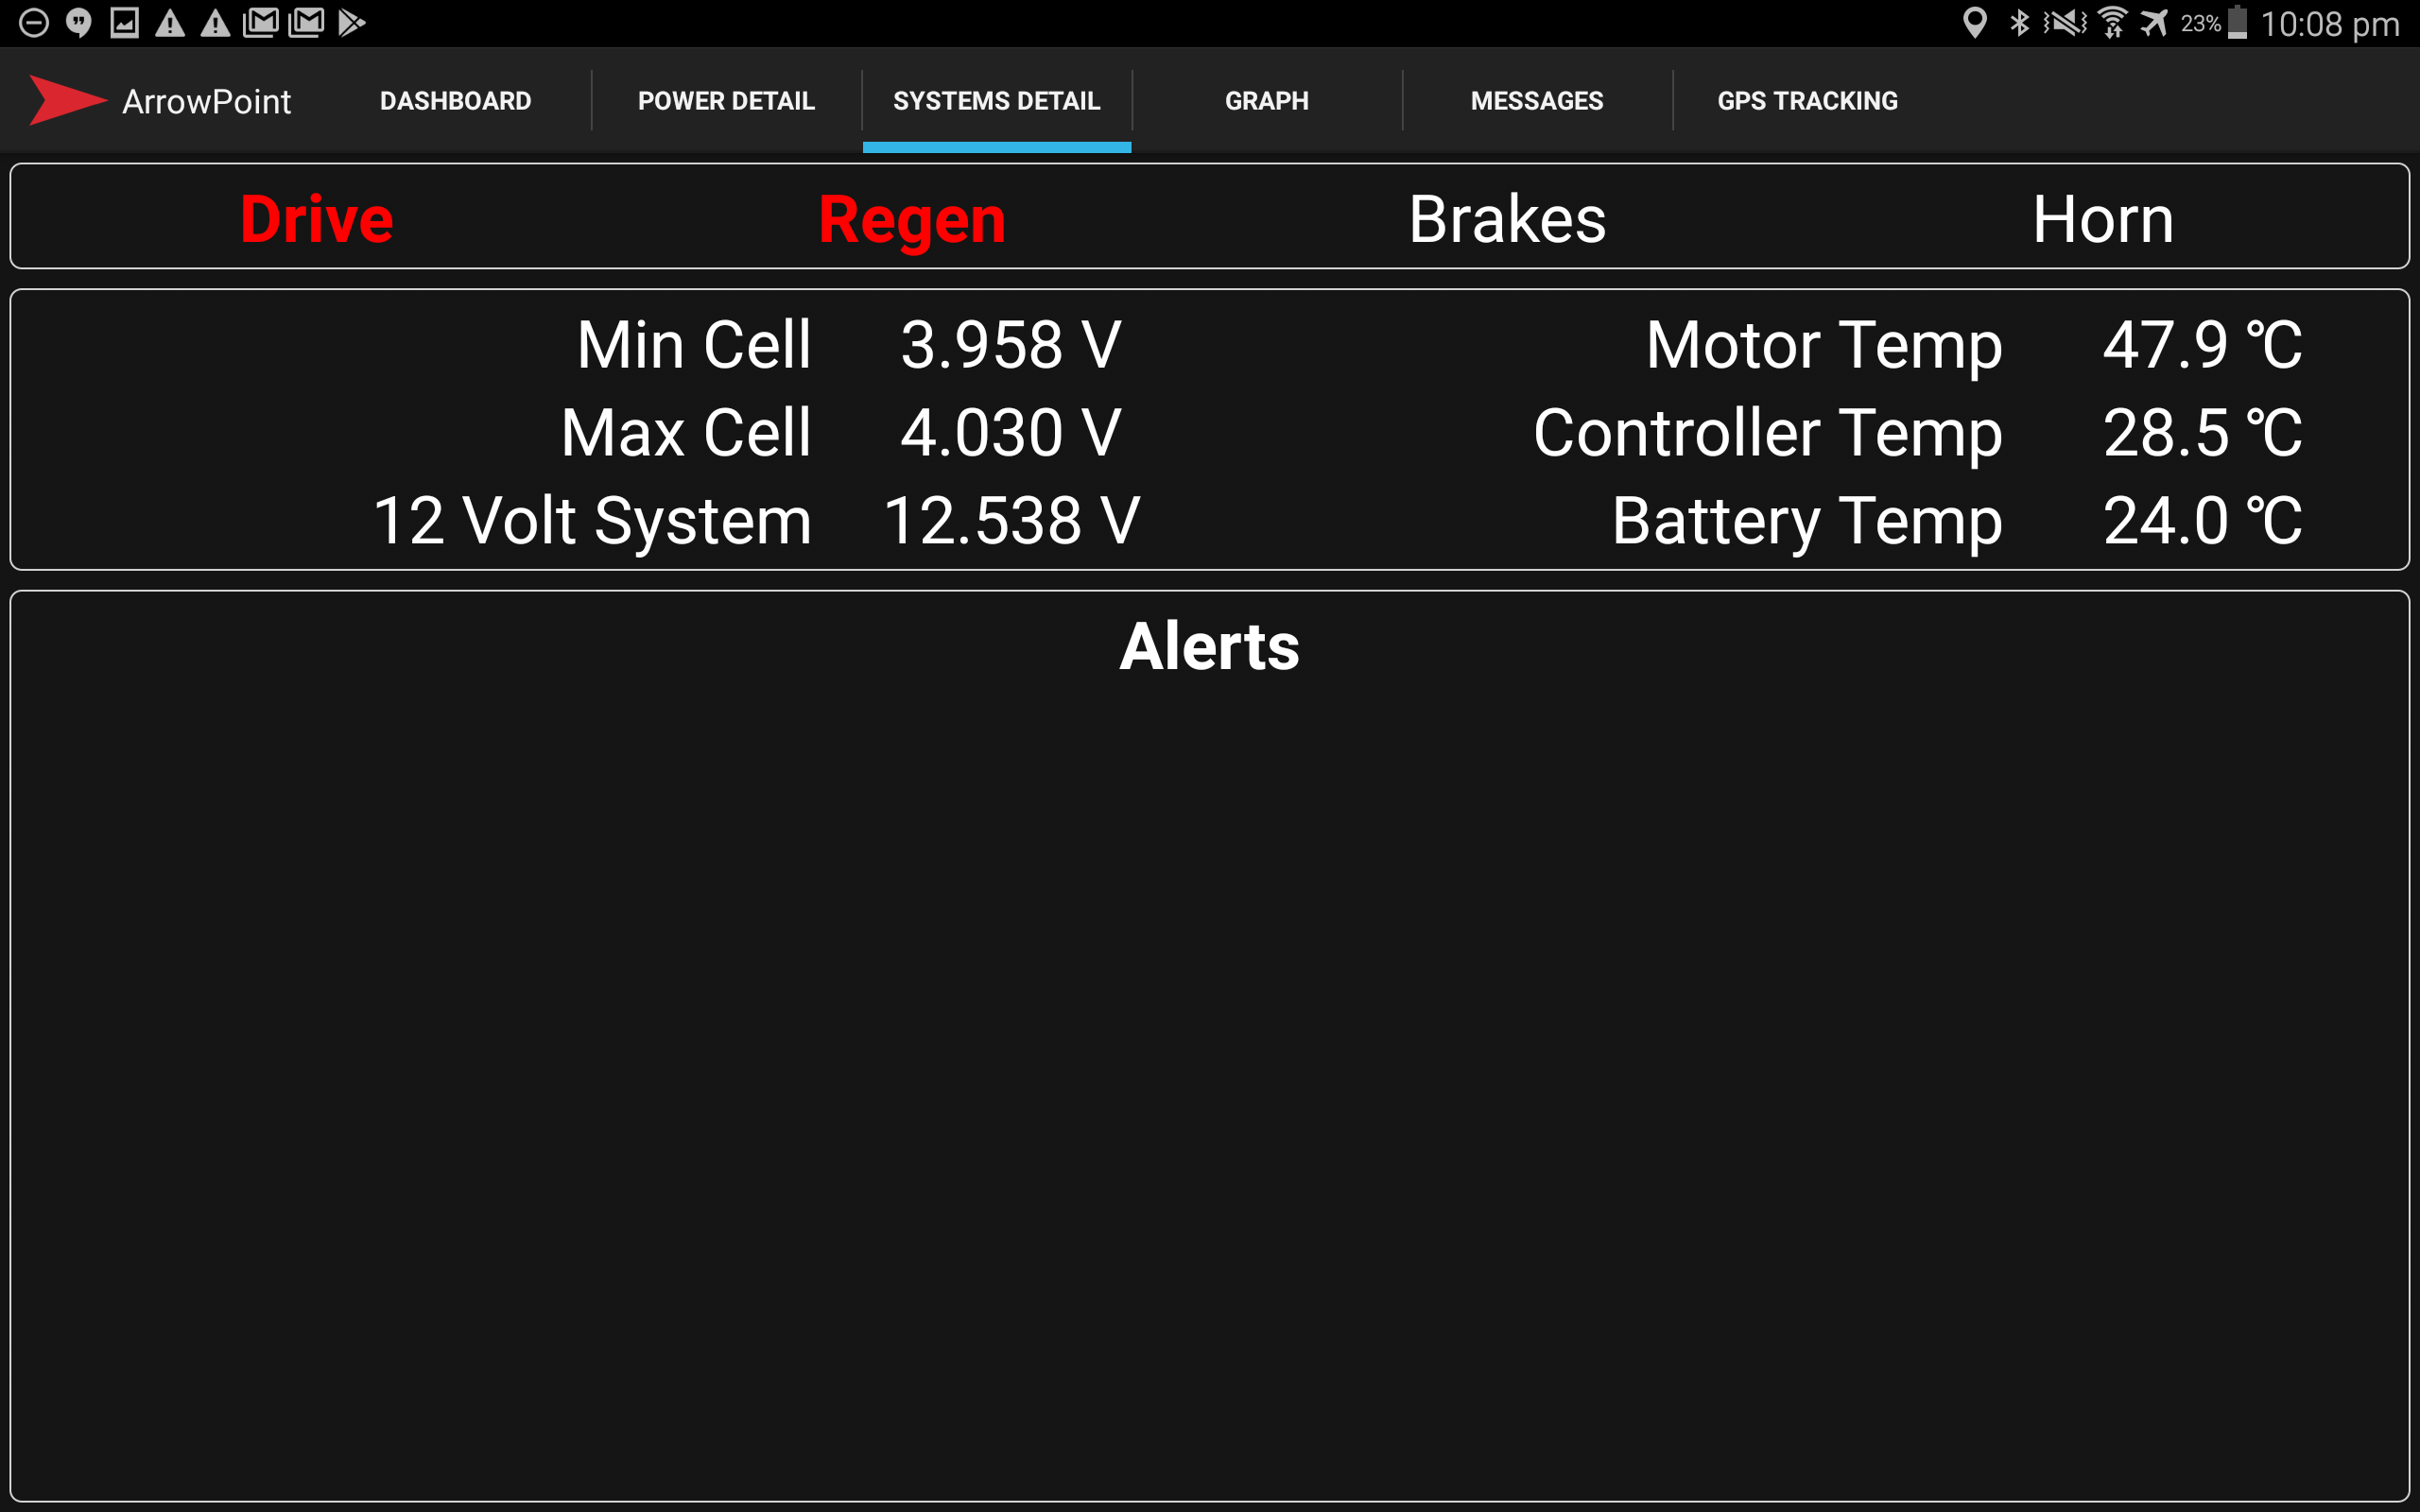 23% 10:08 pm
ArrowPoint DASHBOARD POWER DETAIL SYSTEMS DETAIL GRAPH MESSAGES GPS TRACKING
Drive Regen Brakes Horn
Min Cell 3.958 V Motor Temp 47.9 °C
Max Cell 4.030 V Controller Temp 28.5 °C
12 Volt System 12.538 V Battery Temp 24.0 °C
Alerts